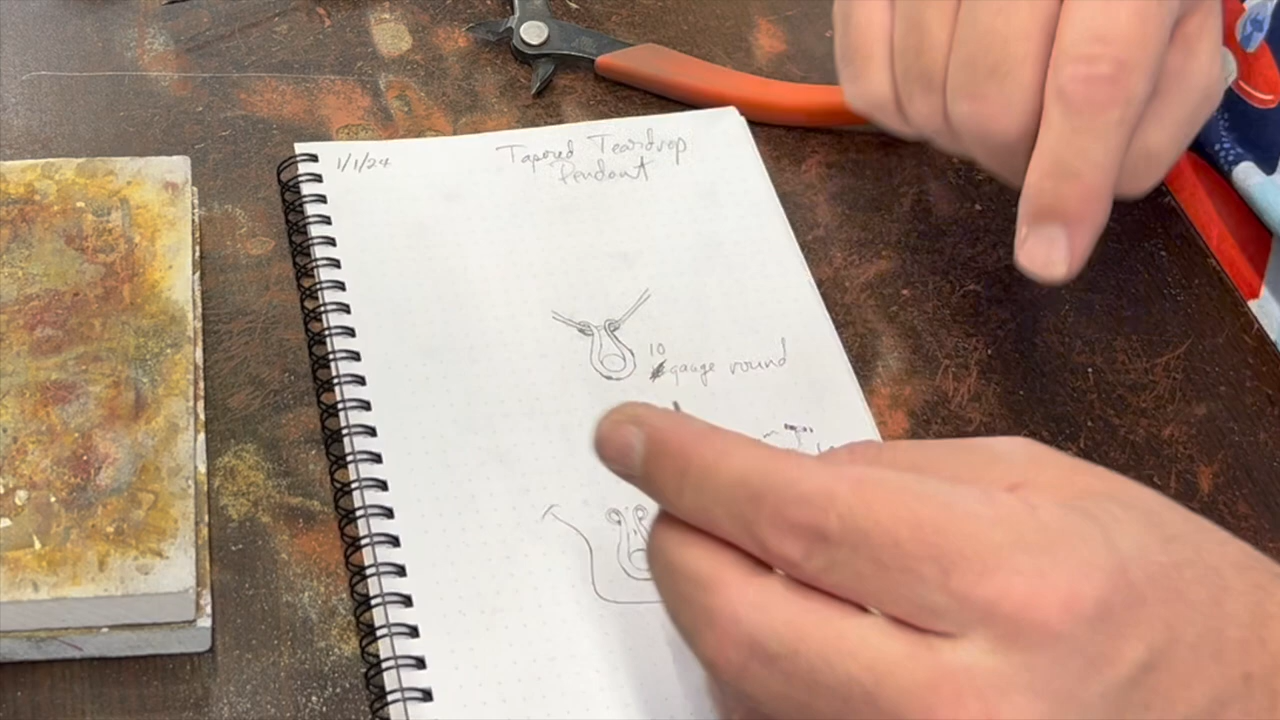 1/1/24
Tapered Teardrop
Pendant
10
gauge round